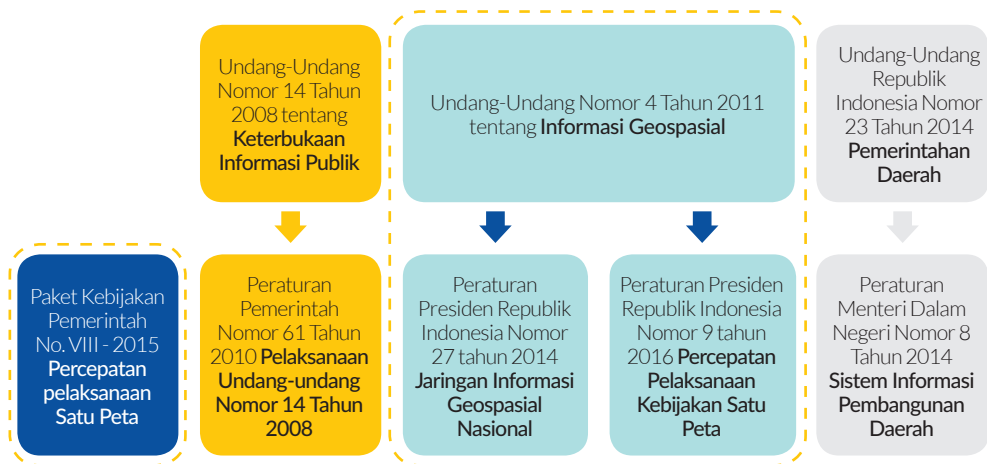 Undang-Undang
Nomor 14 Tahun
2008 tentang
Keterbukaan
Informasi Publik
Undang-Undang Nomor 4 Tahun 2011
tentang Informasi Geospasial
Undang-Undang
Republik
Indonesia Nomor
23 Tahun 2014
Pemerintahan
Daerah
Paket Kebijakan
Pemerintah
No. VIII - 2015
Percepatan
pelaksanaan
Satu Peta
Peraturan
Pemerintah
Nomor 61 Tahun
2010 Pelaksanaan
Undang-undang
Nomor 14 Tahun
2008
Peraturan
Presiden Republik
Indonesia Nomor
27 tahun 2014
Jaringan Informasi
Geospasial
Nasional
Peraturan Presiden
Republik Indonesia
Nomor 9 tahun
2016 Percepatan
Pelaksanaan
Kebijakan Satu
Peta
Peraturan
Menteri Dalam
Negeri Nomor 8
Tahun 2014
Sistem Informasi
Pembangunan
Daerah